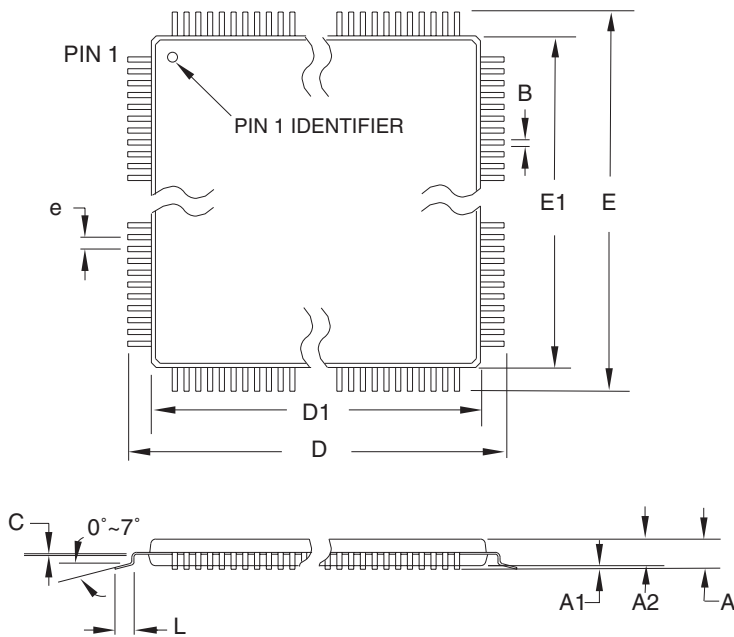 PIN 1
PIN 1 IDENTIFIER
B
e
E1
E
D1
D
C
0°~7°
L
A1
A2
A